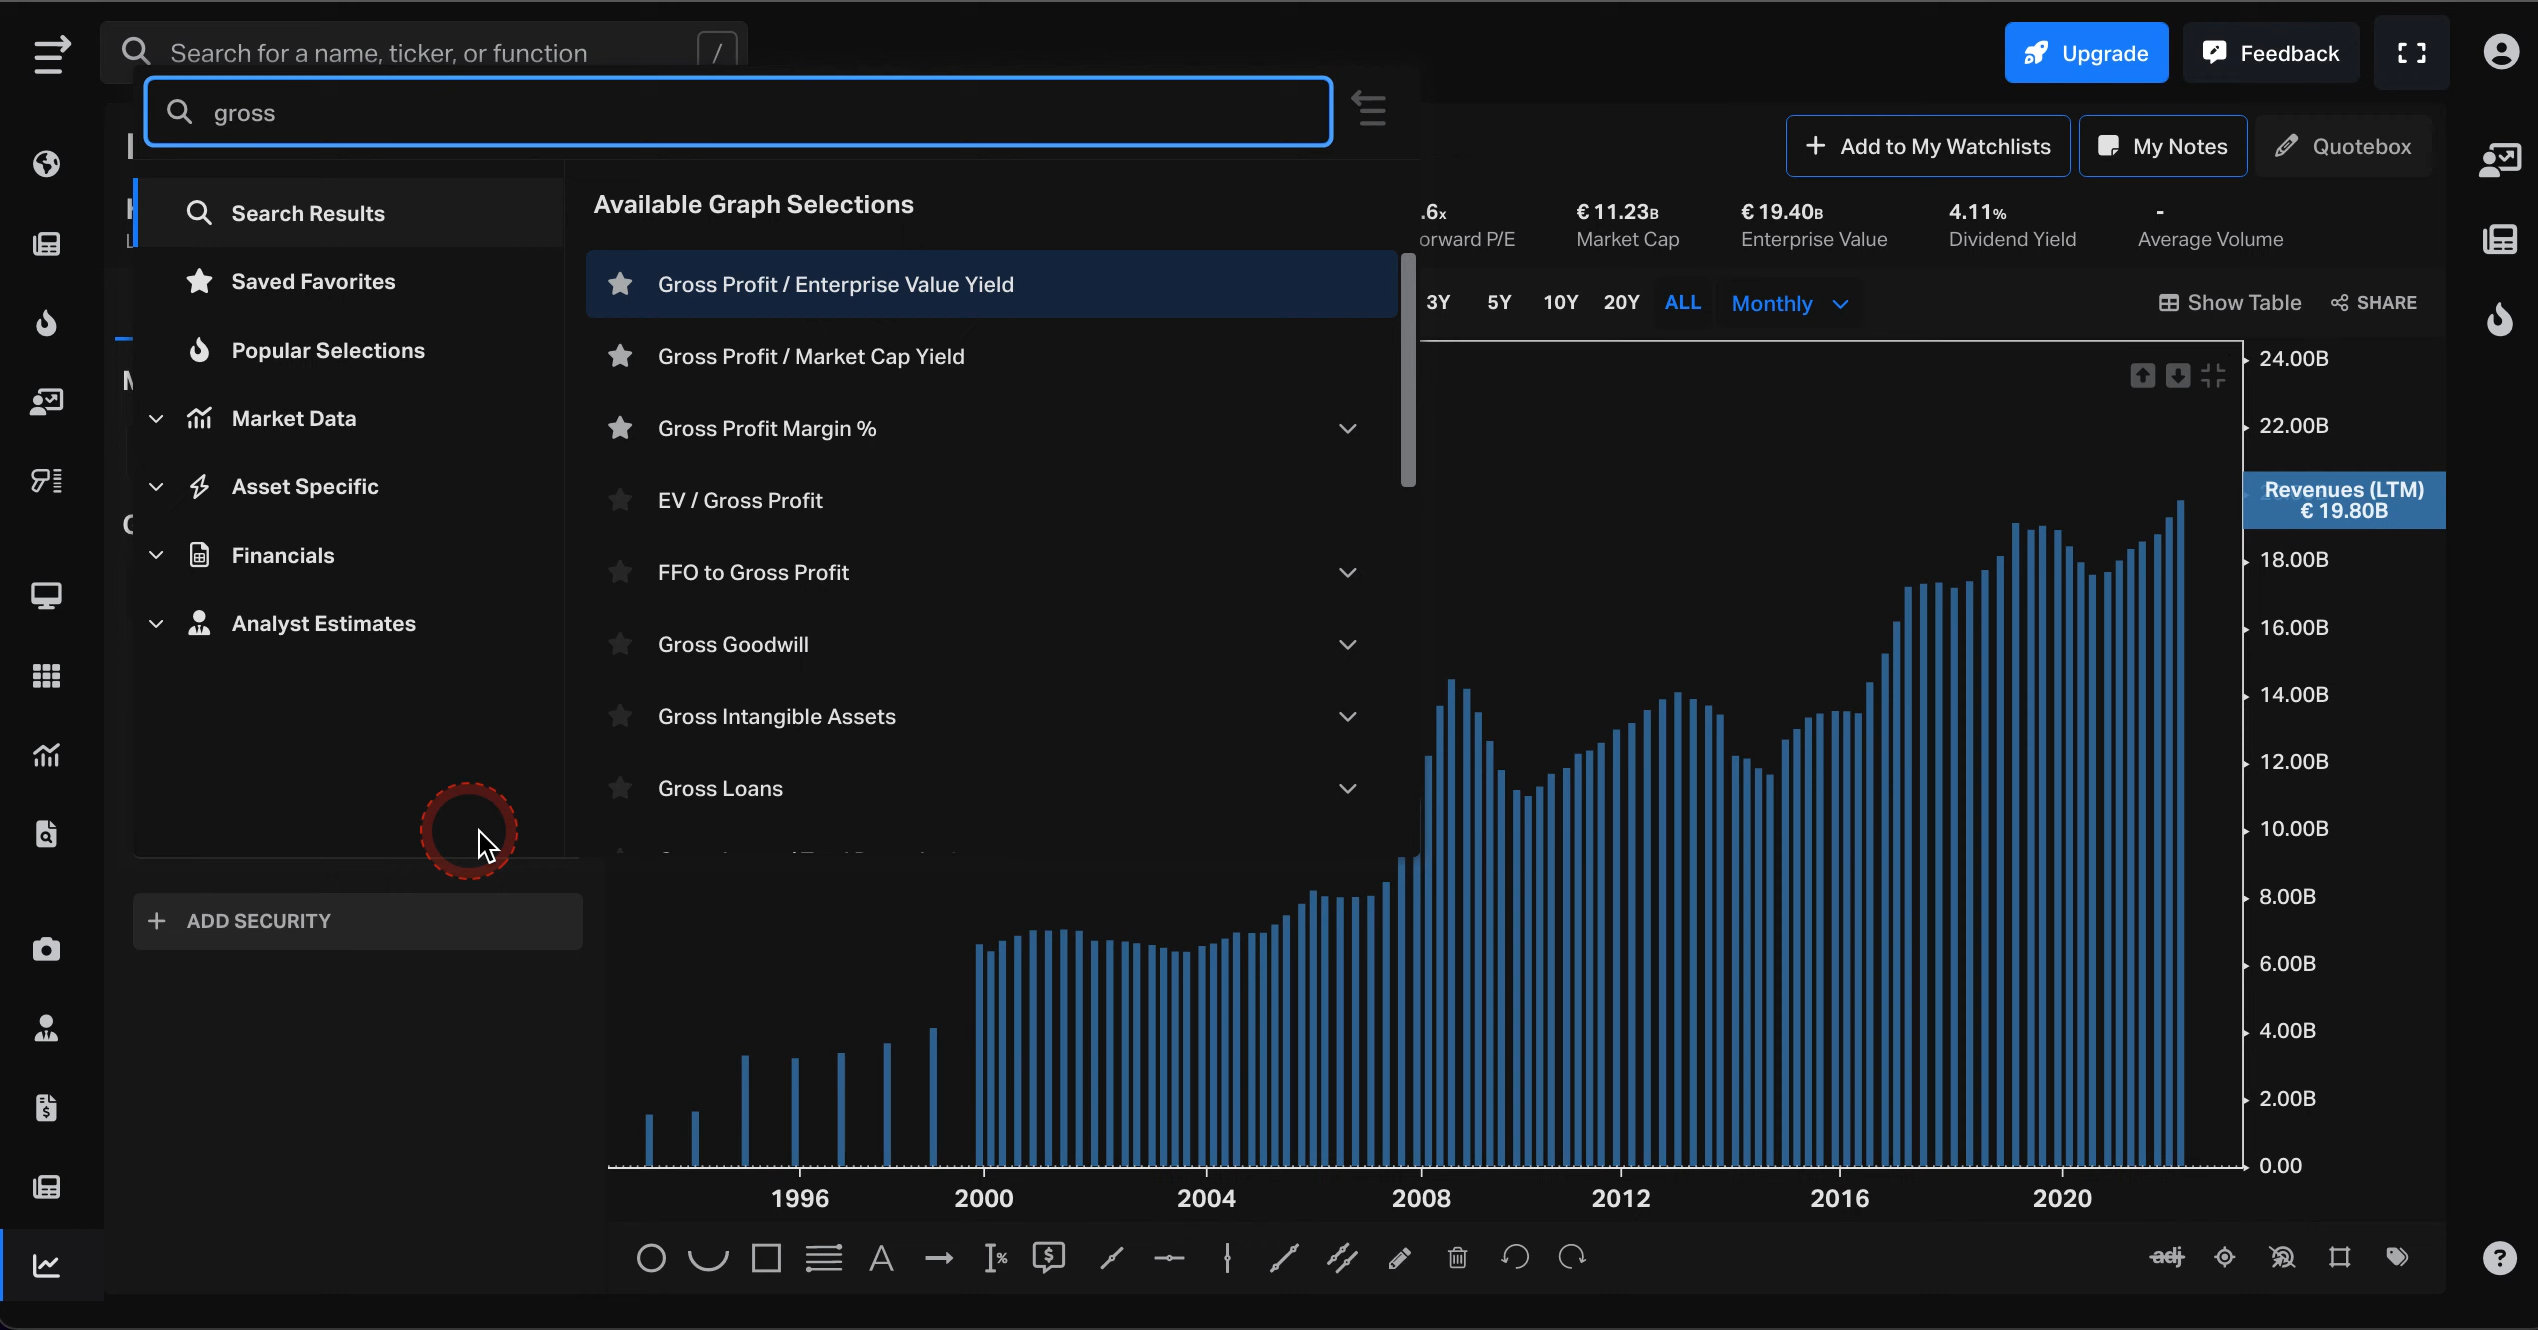 Search for a name, ticker, or function /
Upgrade
Feedback
gross
Add to My Watchlists
My Notes
Quotebox
Search Results
Saved Favorites
Popular Selections
Market Data
Asset Specific
Financials
Analyst Estimates
Available Graph Selections
Gross Profit / Enterprise Value Yield
Gross Profit / Market Cap Yield
Gross Profit Margin %
EV / Gross Profit
FFO to Gross Profit
Gross Goodwill
Gross Intangible Assets
Gross Loans
.6x
orward P/E
€ 11.23B
Market Cap
€ 19.40B
Enterprise Value
4.11%
Dividend Yield
-
Average Volume
3Y 5Y 10Y 20Y ALL Monthly
Show Table
SHARE
24.00B
22.00B
Revenues (LTM)
€ 19.80B
18.00B
16.00B
14.00B
12.00B
10.00B
8.00B
6.00B
4.00B
2.00B
0.00
+ ADD SECURITY
1996 2000 2004 2008 2012 2016 2020
A
%
$
adj
?